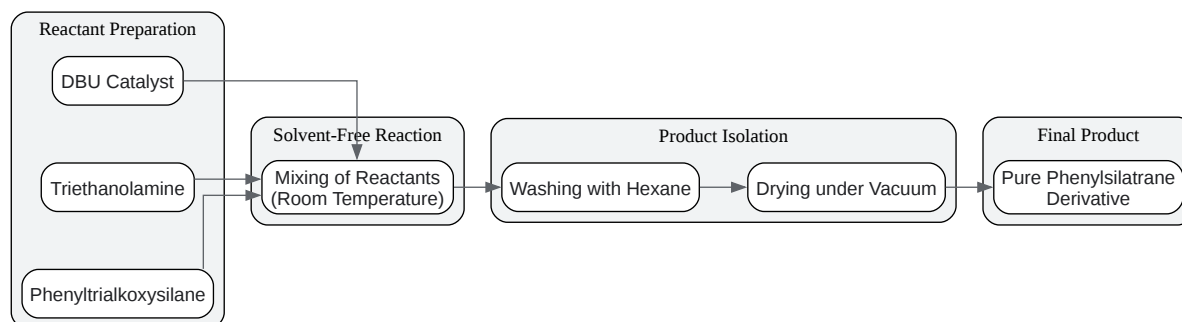 Reactant Preparation
DBU Catalyst
Triethanolamine
Phenyltrialkoxysilane
Solvent-Free Reaction
Mixing of Reactants
(Room Temperature)
Product Isolation
Washing with Hexane
Drying under Vacuum
Final Product
Pure Phenylsilatrane
Derivative